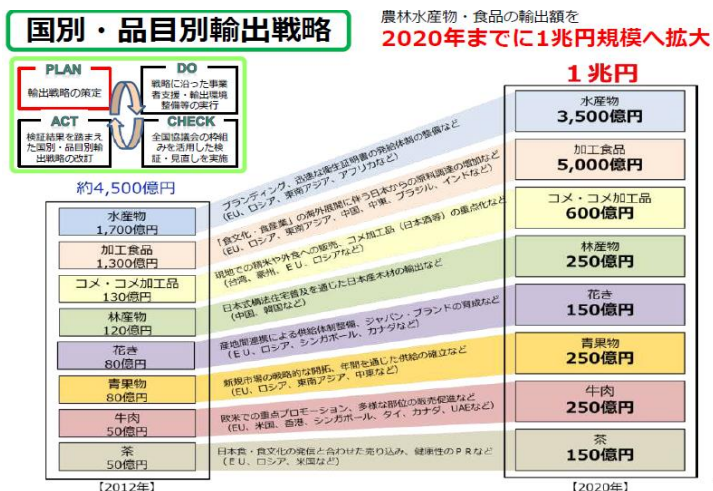 国別・品目別輸出戦略
農林水産物・食品の輸出額を
2020年までに1兆円規模へ拡大
PLAN
輸出戦略の策定
DO
戦略に沿った事業
者支援・輸出環境
整備等の実行
ACT
検証結果を踏まえ
た国別・品目別輸
出戦略の改訂
CHECK
全国協議会の枠組
みを活用した検
証・見直しを実施
約4,500億円
水産物
1,700億円
加工食品
1,300億円
コメ・コメ加工品
130億円
林産物
120億円
花き
80億円
青果物
80億円
牛肉
50億円
茶
50億円
【2012年】
ブランディング、迅速な衛生証明書の発給体制の整備など
(EU、ロシア、東南アジア、アフリカなど)
「食文化・食産業」の海外展開に伴う日本からの原料調達の増加など
(EU、ロシア、東南アジア、中国、中東、ブラジル、インドなど)
現地での精米や外食への販売、コメ加工品(日本酒等)の重点化など
(台湾、豪州、EU、ロシアなど)
日本式構法住宅普及を通じた日本産木材の輸出など
(中国、韓国など)
産地間連携による供給体制整備、ジャパン・ブランドの育成など
(EU、ロシア、シンガポール、カナダなど)
新規市場の戦略的な開拓、年間を通じた供給の確立など
(EU、ロシア、東南アジア、中東など)
欧米での重点プロモーション、多様な部位の販売促進など
(EU、米国、香港、シンガポール、タイ、カナダ、UAEなど)
日本食・食文化の発信と合わせた売り込み、健康性のPRなど
(EU、ロシア、米国など)
1兆円
水産物
3,500億円
加工食品
5,000億円
コメ・コメ加工品
600億円
林産物
250億円
花き
150億円
青果物
250億円
牛肉
250億円
茶
150億円
【2020年】